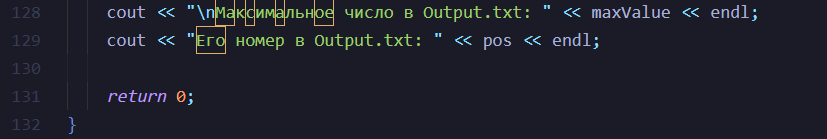 128 cout << "\nМаксимальное число в Output.txt: " << maxValue << endl;
129 cout << "Его номер в Output.txt: " << pos << endl;
130
131 return 0;
132 }